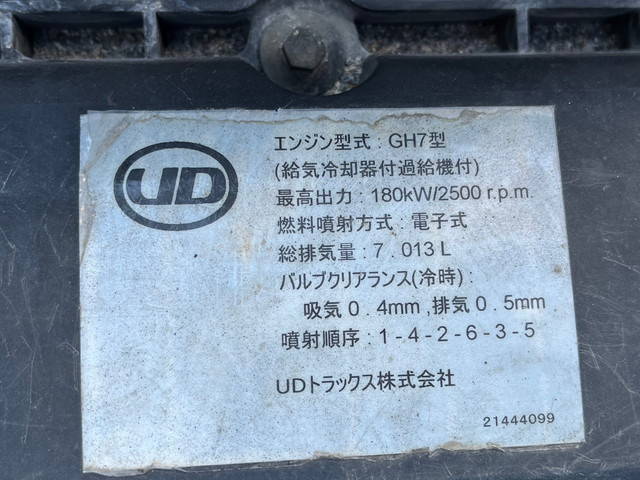 UD
エンジン型式：GH7型
(給気冷却器付過給機付)
最高出力：180kW/2500 r.p.m.
燃料噴射方式：電子式
総排気量：7.013 L
バルブクリアランス(冷時)：
吸気 0.4mm ,排気 0.5mm
噴射順序：1-4-2-6-3-5
UDトラックス株式会社
21444099